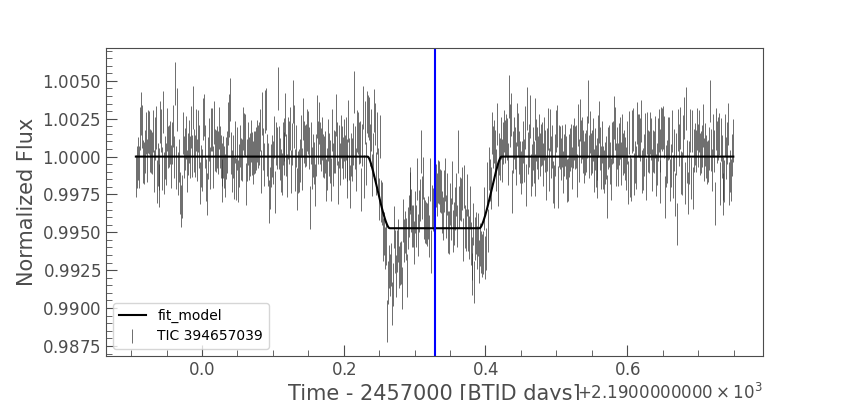 1.0050
1.0025
1.0000
0.9975
0.9950
0.9925
0.9900
0.9875
Normalized Flux
fit_model
TIC 394657039
0.0 0.2 0.4 0.6
Time - 2457000 [BTJD days]
+2.1900000000 × 10³